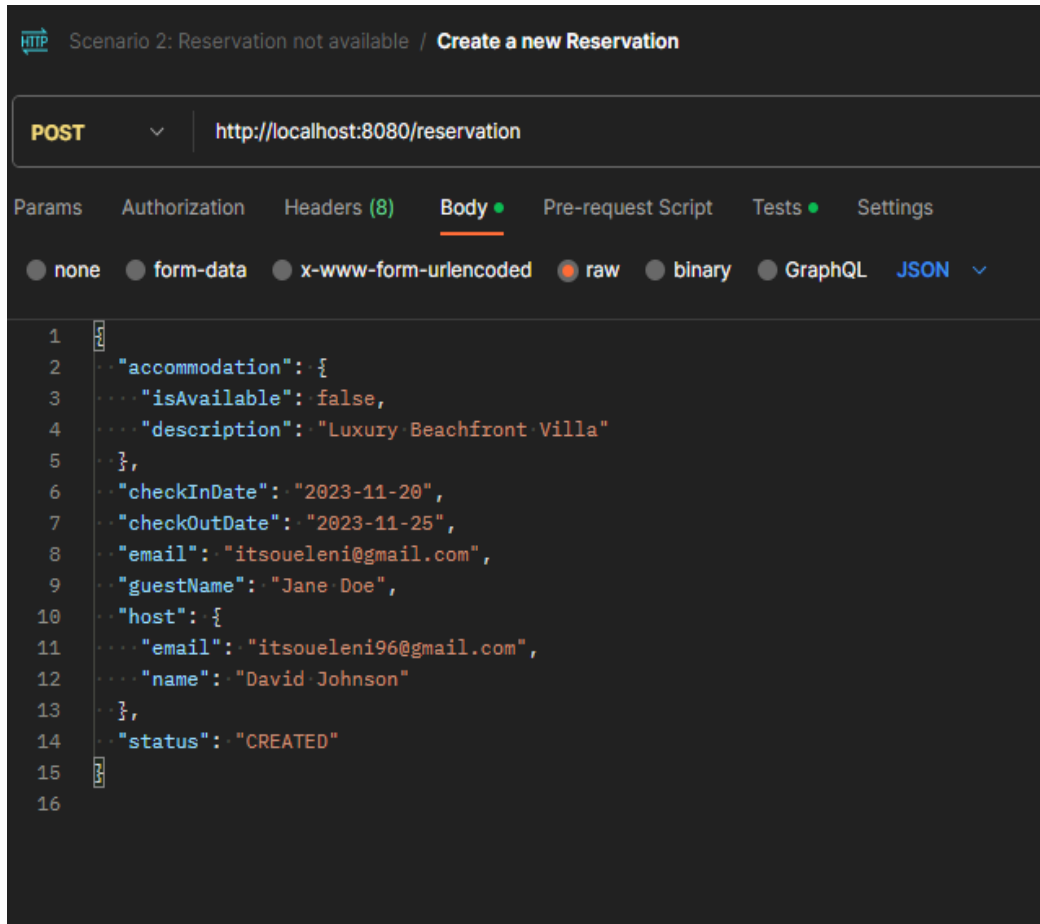 HTTP Scenario 2: Reservation not available / Create a new Reservation
POST http://localhost:8080/reservation
Params Authorization Headers (8) Body Pre-request Script Tests Settings
none form-data x-www-form-urlencoded raw binary GraphQL JSON
1 {
2 "accommodation": {
3 "isAvailable": false,
4 "description": "Luxury Beachfront Villa"
5 },
6 "checkInDate": "2023-11-20",
7 "checkOutDate": "2023-11-25",
8 "email": "itsoueleni@gmail.com",
9 "guestName": "Jane Doe",
10 "host": {
11 "email": "itsoueleni96@gmail.com",
12 "name": "David Johnson"
13 },
14 "status": "CREATED"
15 }
16